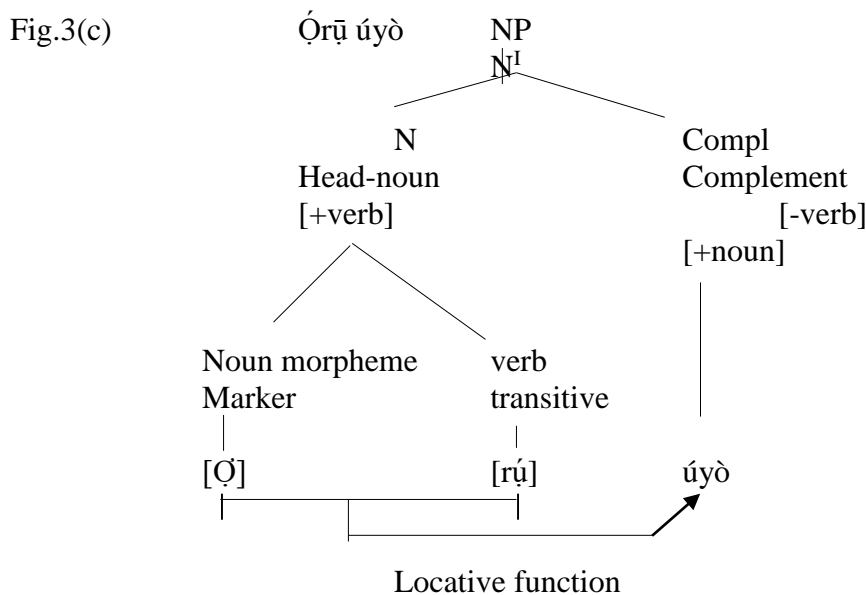 Fig.3(c) Ọ́rụ̄ úyò NP
Nᴵ
N Compl
Head-noun Complement
[+verb] [-verb]
[+noun]
Noun morpheme verb
Marker transitive
[Ọ] [rụ́] úyò
Locative function